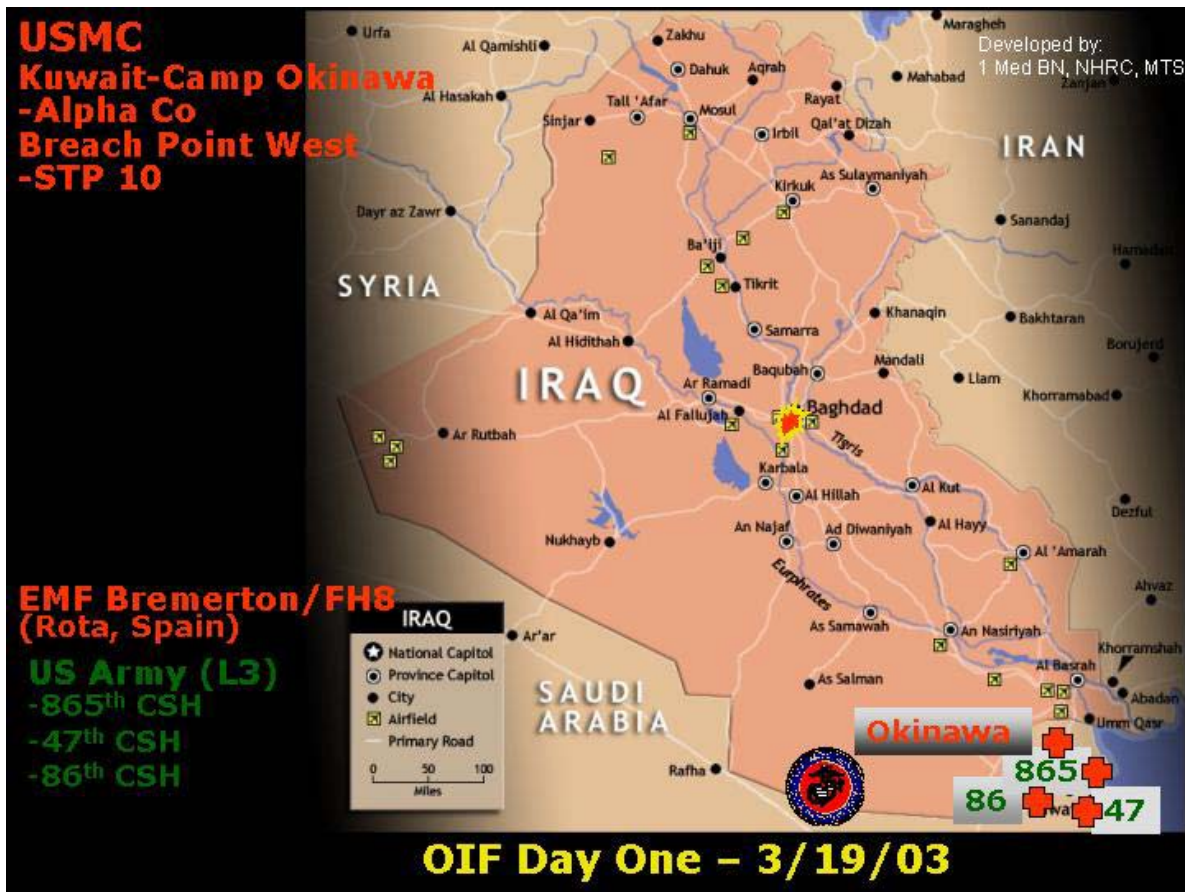 USMC
Kuwait-Camp Okinawa
-Alpha Co
Breach Point West
-STP 10
EMF Bremerton/FH8
(Rota, Spain)
US Army (L3)
-865th CSH
-47th CSH
-86th CSH
Developed by:
1 Med BN, NHRC, MTS
Maragheh
Urfa
Al Qamishli
Zakhu
Dahuk
Aqrah
Mahabad
Zanjan
Al Hasakah
Rayat
Tall 'Afar
Mosul
Sinjar
Irbil
Qal'at Dizah
IRAN
As Sulaymaniyah
Kirkuk
Dayr az Zawr
Sanandaj
Ba'iji
Hamadan
SYRIA
Tikrit
Al Qa'im
Khanaqin
Bakhtaran
Samarra
Al Hidithah
Borujerd
Mandali
Baqubah
Llam
IRAQ
Ar Ramadi
Khorramabad
Al Fallujah
Baghdad
Ar Rutbah
Tigris
Karbala
Al Hillah
Al Kut
Dezful
An Najaf
Ad Diwaniyah
Al Hayy
Nukhayb
Al 'Amarah
Eurphrates
Ahvaz
As Samawah
An Nasiriyah
Ar'ar
Khorramshah
Al Basrah
As Salman
Abadan
SAUDI
ARABIA
Umm Qasr
Rafha
IRAQ
National Capitol
Province Capitol
City
Airfield
Primary Road
0 50 100
Miles
Okinawa
865
86
47
OIF Day One – 3/19/03